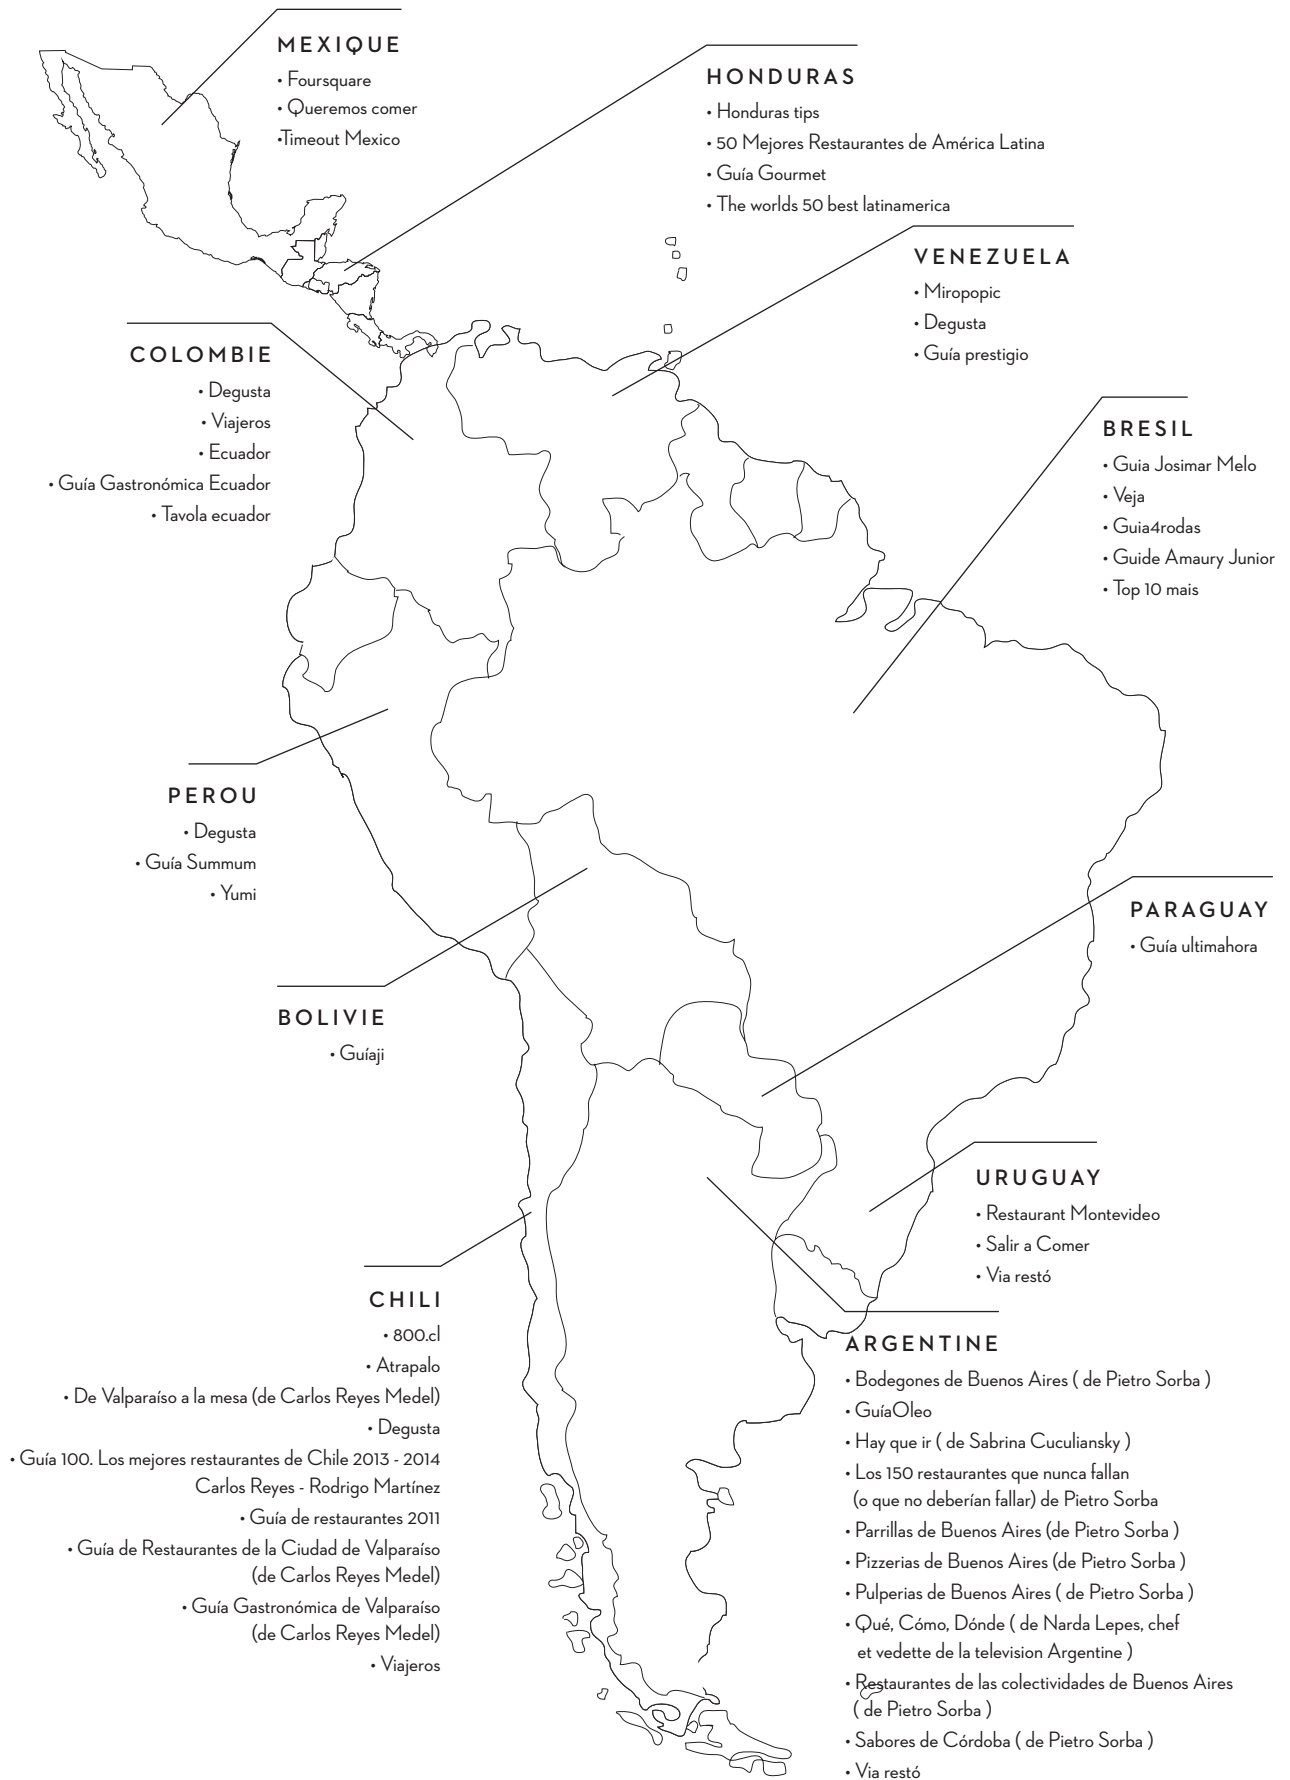 MEXIQUE
• Foursquare
• Queremos comer
•Timeout Mexico
HONDURAS
• Honduras tips
• 50 Mejores Restaurantes de América Latina
• Guía Gourmet
• The worlds 50 best latinamerica
VENEZUELA
• Miropopic
• Degusta
• Guía prestigio
COLOMBIE
• Degusta
• Viajeros
• Ecuador
• Guía Gastronómica Ecuador
• Tavola ecuador
BRESIL
• Guia Josimar Melo
• Veja
• Guia4rodas
• Guide Amaury Junior
• Top 10 mais
PEROU
• Degusta
• Guía Summum
• Yumi
PARAGUAY
• Guía ultimahora
BOLIVIE
• Guíaji
URUGUAY
• Restaurant Montevideo
• Salir a Comer
• Via restó
CHILI
• 800.cl
• Atrapalo
• De Valparaíso a la mesa (de Carlos Reyes Medel)
• Degusta
• Guía 100. Los mejores restaurantes de Chile 2013 - 2014
Carlos Reyes - Rodrigo Martínez
• Guía de restaurantes 2011
• Guía de Restaurantes de la Ciudad de Valparaíso
(de Carlos Reyes Medel)
• Guía Gastronómica de Valparaíso
(de Carlos Reyes Medel)
• Viajeros
ARGENTINE
• Bodegones de Buenos Aires ( de Pietro Sorba )
• GuíaOleo
• Hay que ir ( de Sabrina Cuculiansky )
• Los 150 restaurantes que nunca fallan
(o que no deberían fallar) de Pietro Sorba
• Parrillas de Buenos Aires (de Pietro Sorba )
• Pizzerias de Buenos Aires (de Pietro Sorba )
• Pulperias de Buenos Aires ( de Pietro Sorba )
• Qué, Cómo, Dónde ( de Narda Lepes, chef
et vedette de la television Argentine )
• Restaurantes de las colectividades de Buenos Aires
( de Pietro Sorba )
• Sabores de Córdoba ( de Pietro Sorba )
• Via restó